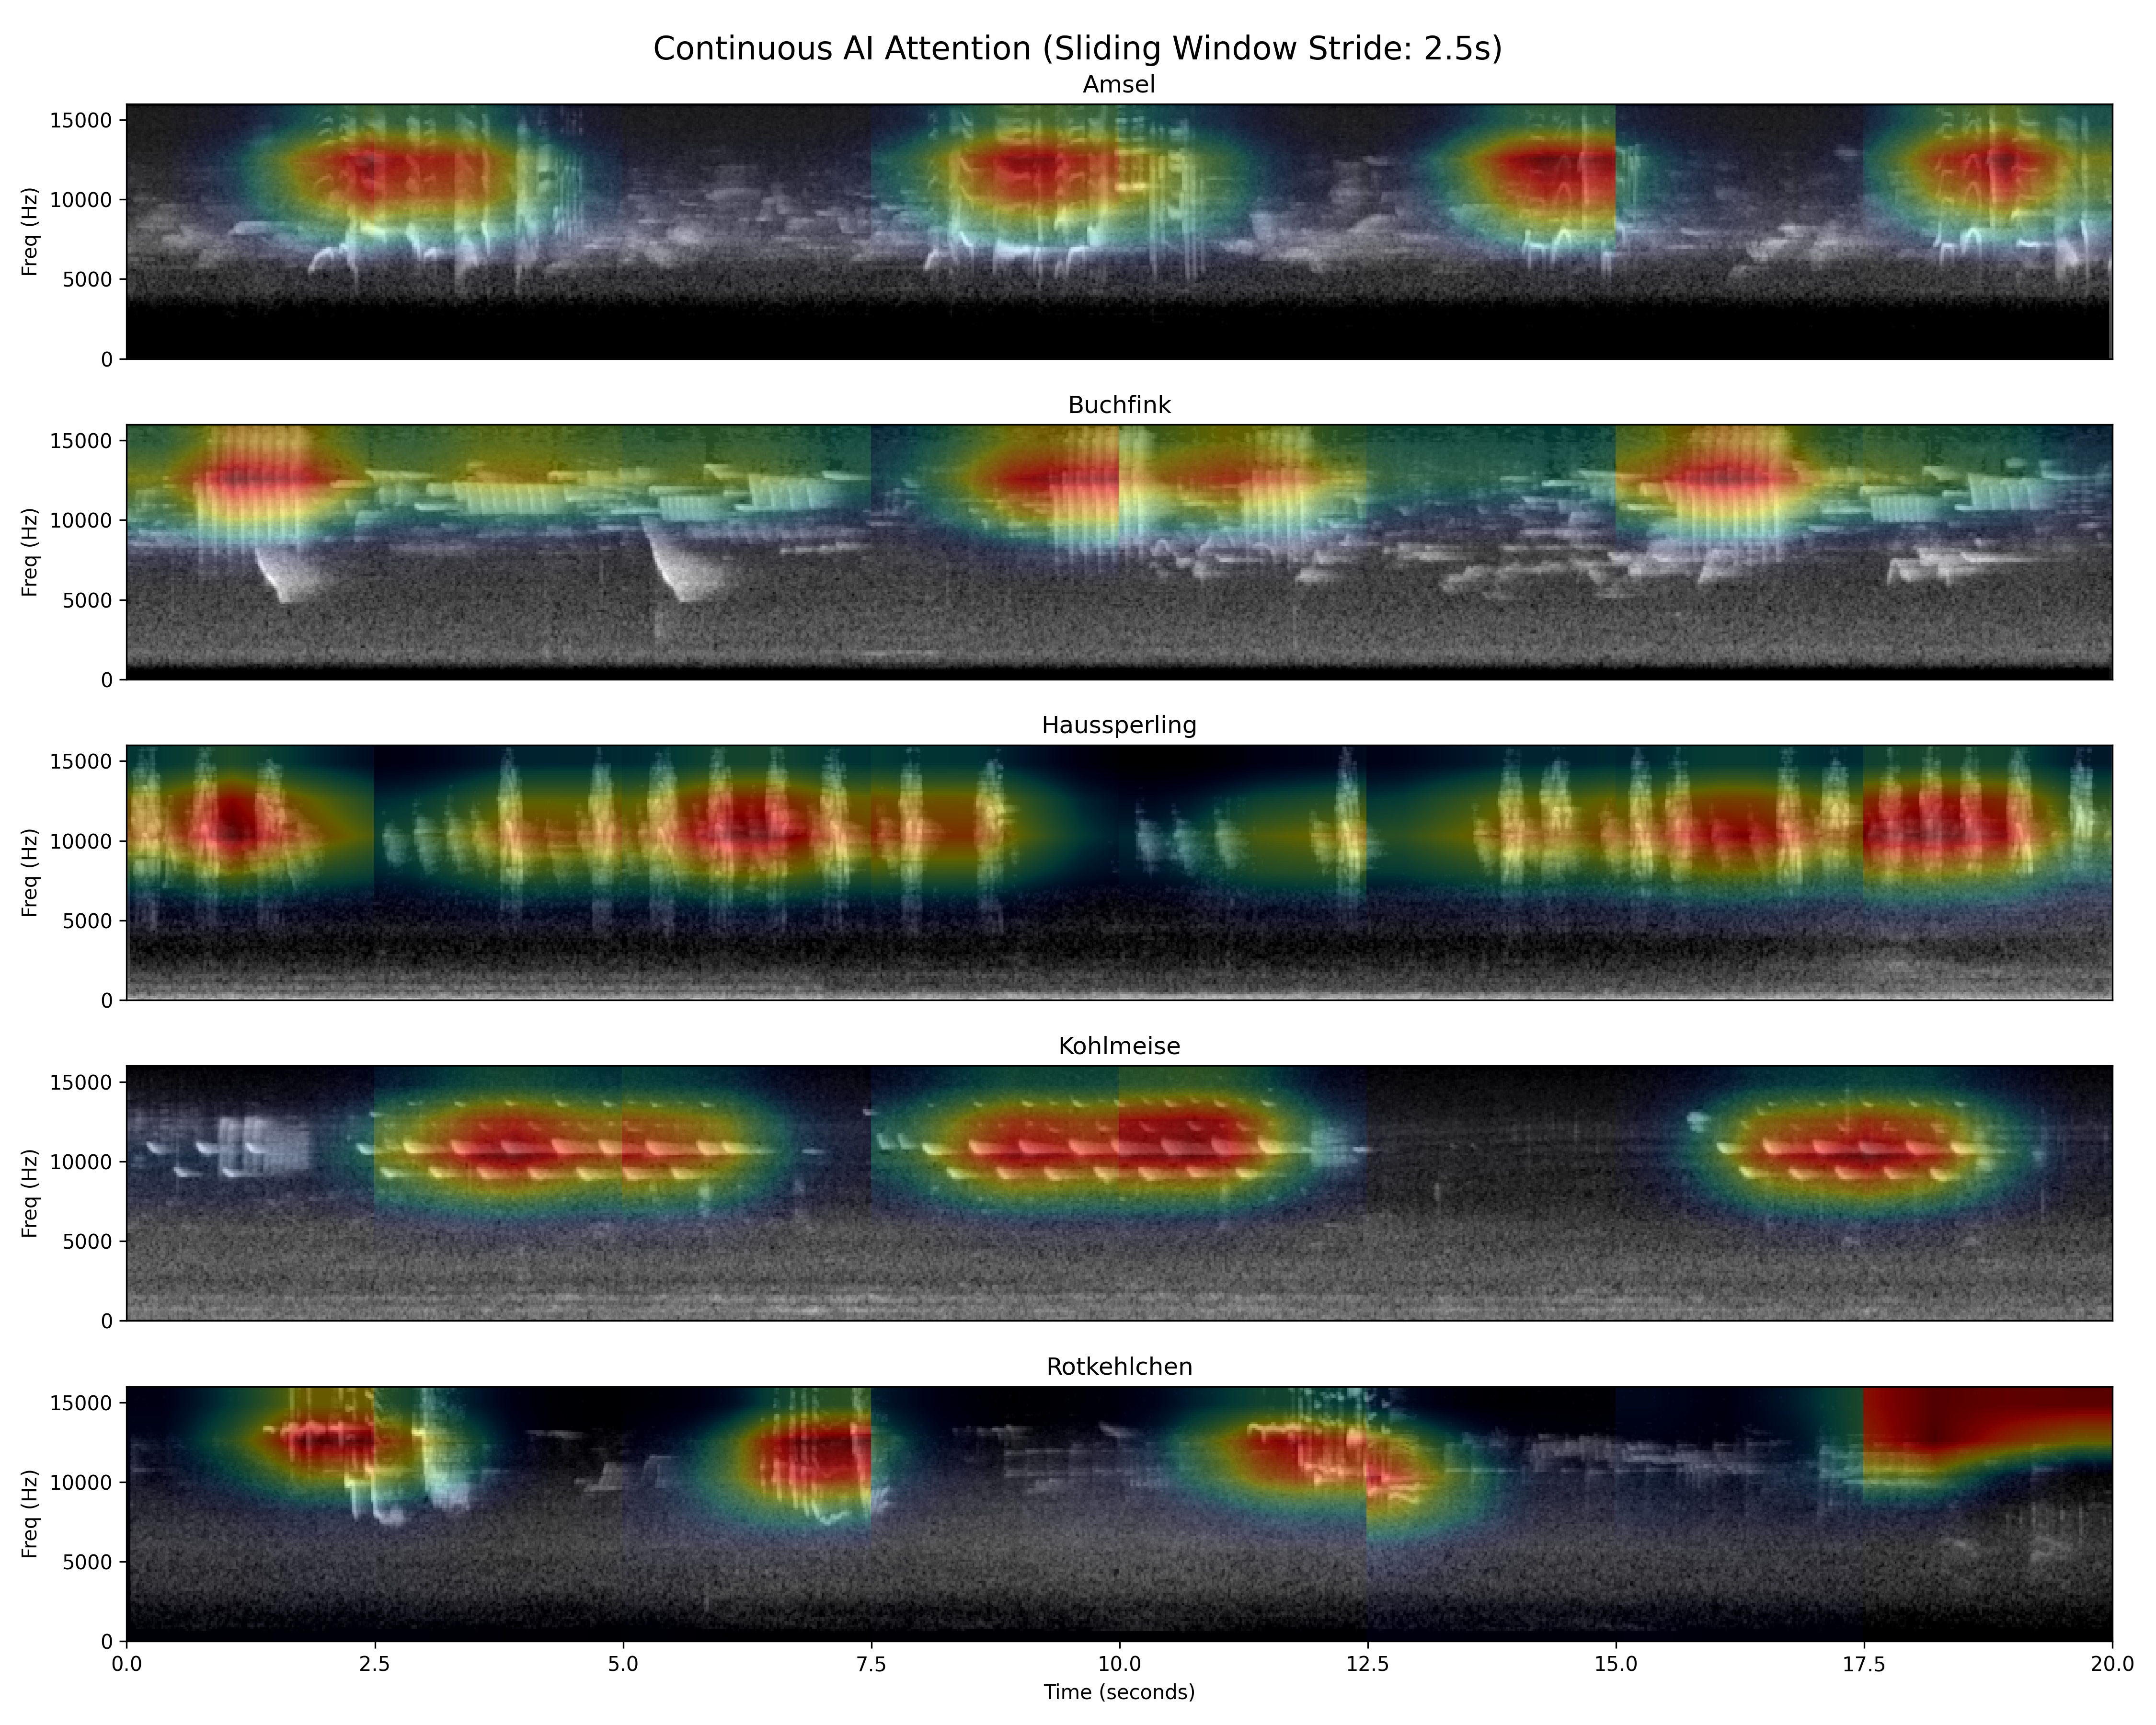 Continuous AI Attention (Sliding Window Stride: 2.5s)
Amsel
Freq (Hz)
15000
10000
5000
0
Buchfink
Freq (Hz)
15000
10000
5000
0
Haussperling
Freq (Hz)
15000
10000
5000
0
Kohlmeise
Freq (Hz)
15000
10000
5000
0
Rotkehlchen
Freq (Hz)
15000
10000
5000
0
0.0 2.5 5.0 7.5 10.0 12.5 15.0 17.5 20.0
Time (seconds)